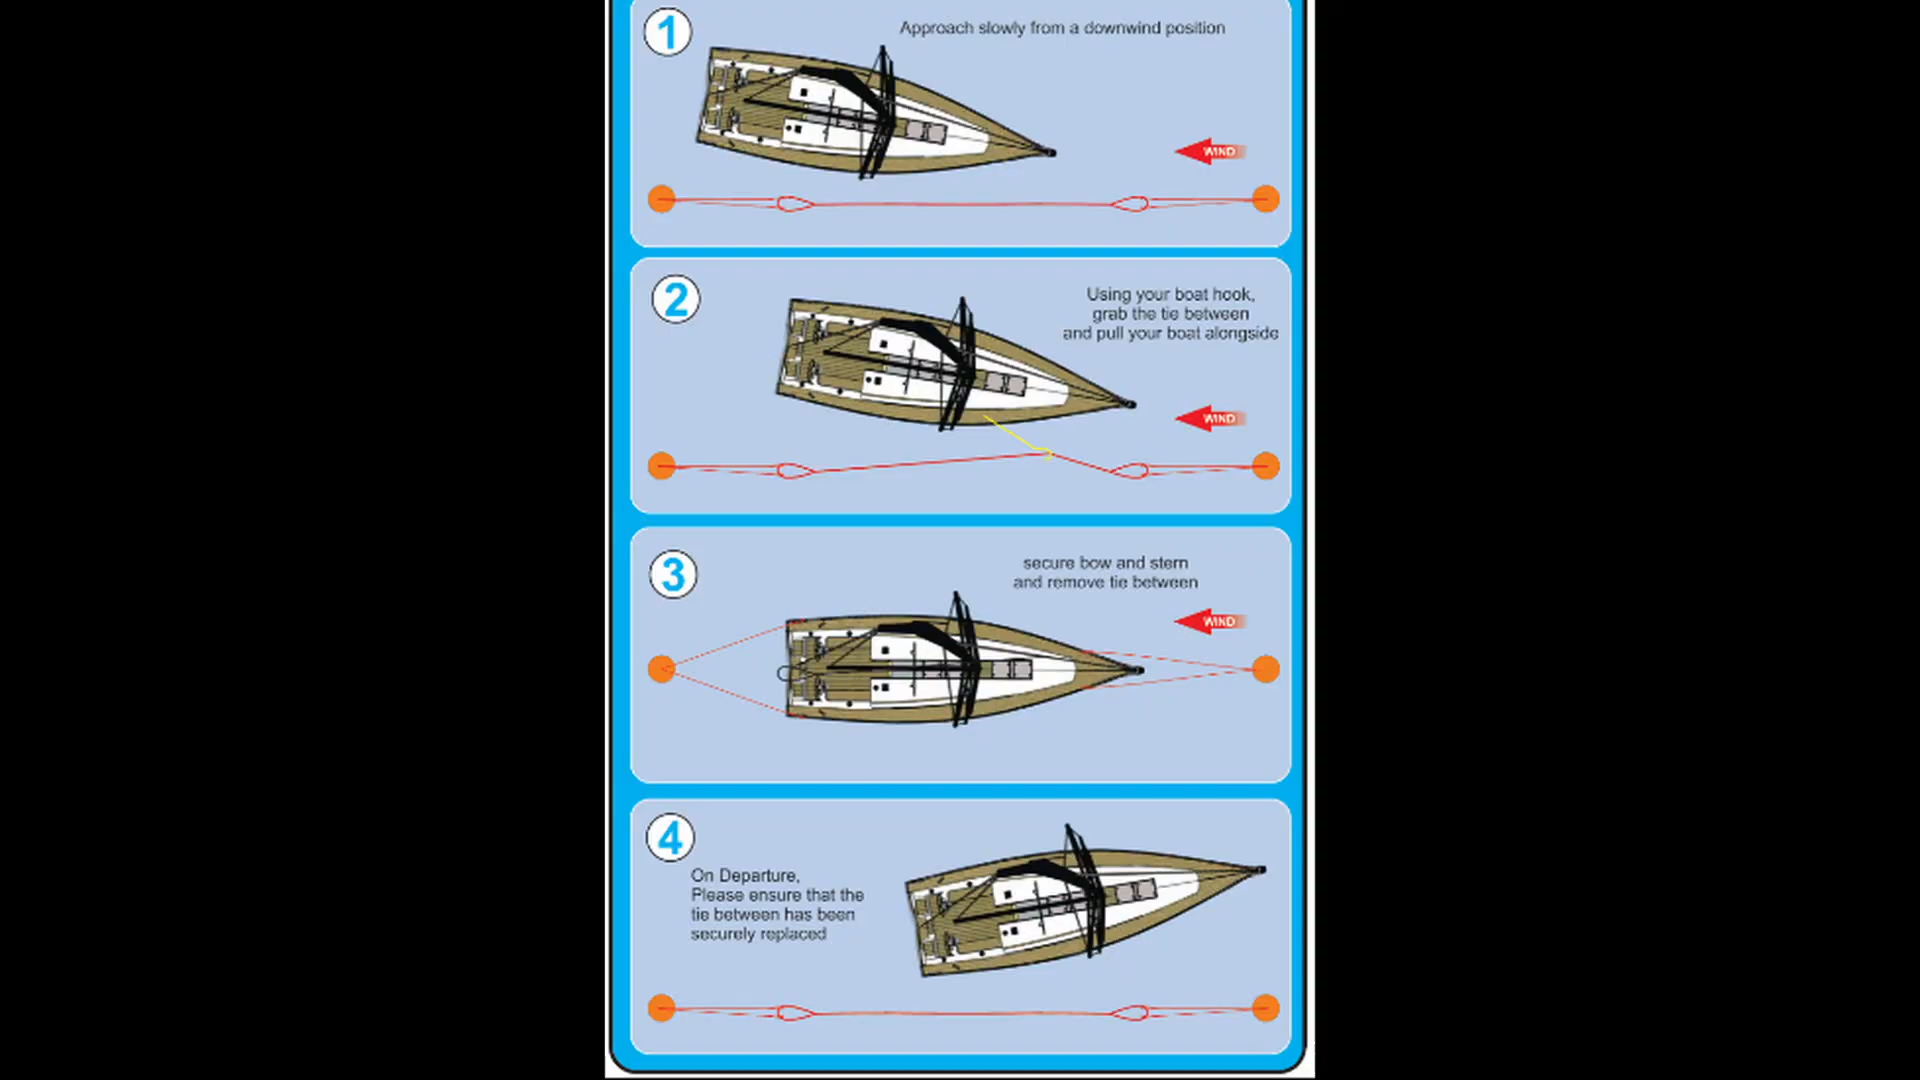 1
Approach slowly from a downwind position
WIND
2
Using your boat hook,
grab the tie between
and pull your boat alongside
WIND
3
secure bow and stern
and remove tie between
WIND
4
On Departure,
Please ensure that the
tie between has been
securely replaced